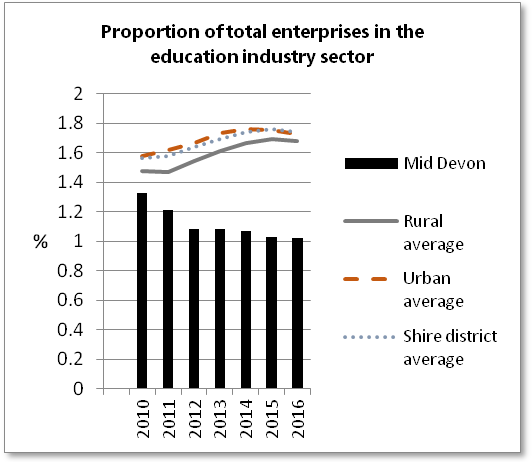 Proportion of total enterprises in the
education industry sector
2
1.8
1.6
1.4
1.2
1
0.8
0.6
0.4
0.2
0
%
2010
2011
2012
2013
2014
2015
2016
Mid Devon
Rural
average
Urban
average
Shire district
average